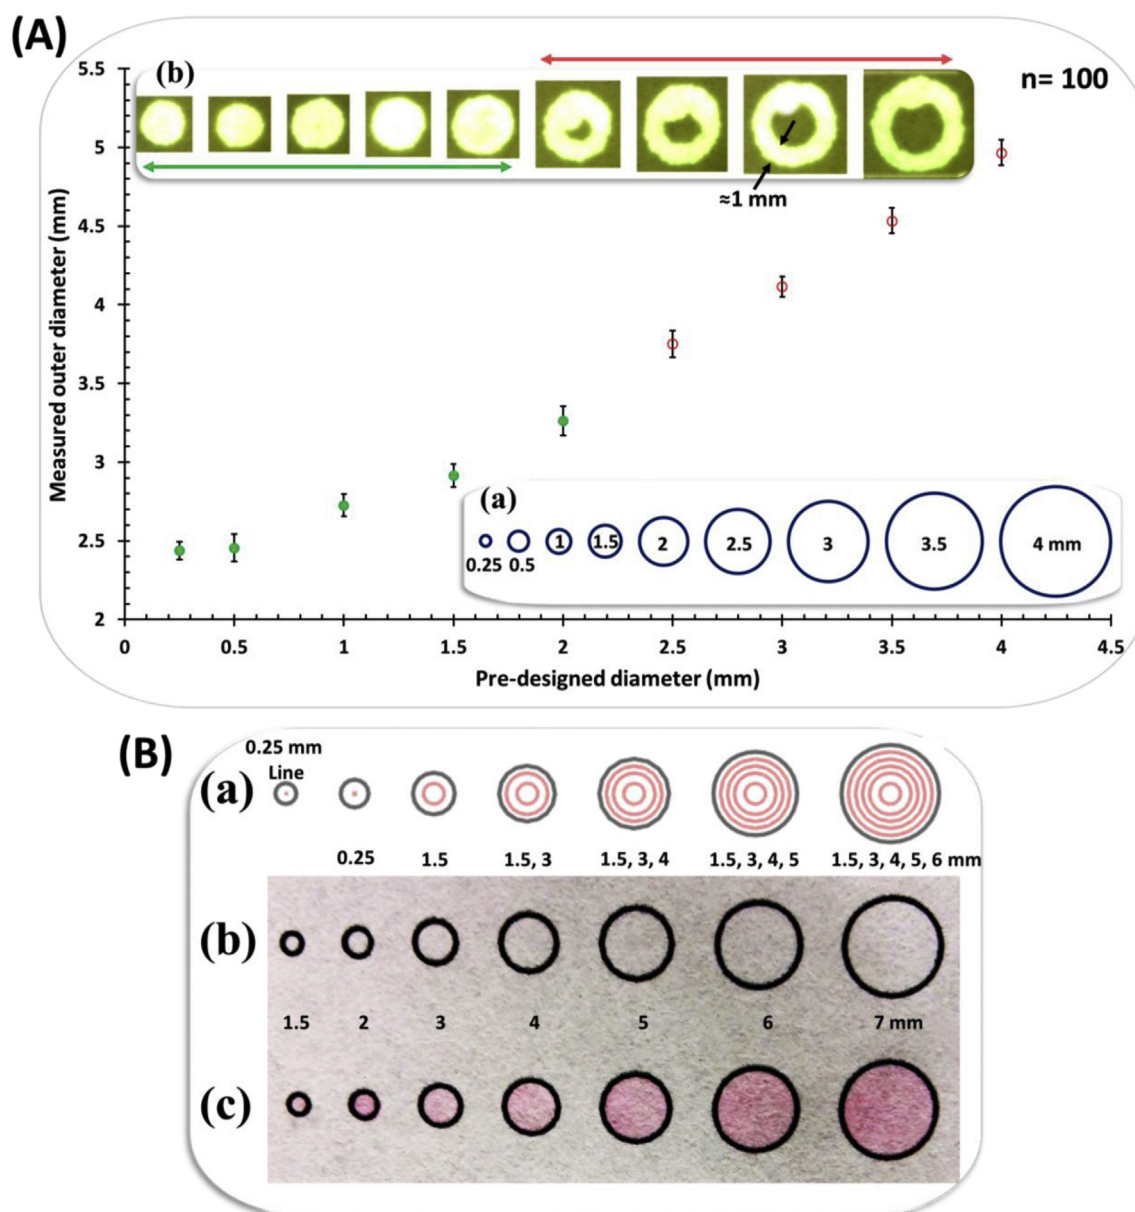 (A)
(b)
n= 100
≈1 mm
Measured outer diameter (mm)
5.5
5
4.5
4
3.5
3
2.5
2
(a)
0.25 0.5 1 1.5 2 2.5 3 3.5 4 mm
0 0.5 1 1.5 2 2.5 3 3.5 4 4.5
Pre-designed diameter (mm)
(B)
0.25 mm
Line
(a)
0.25 1.5 1.5, 3 1.5, 3, 4 1.5, 3, 4, 5 1.5, 3, 4, 5, 6 mm
(b)
1.5 2 3 4 5 6 7 mm
(c)